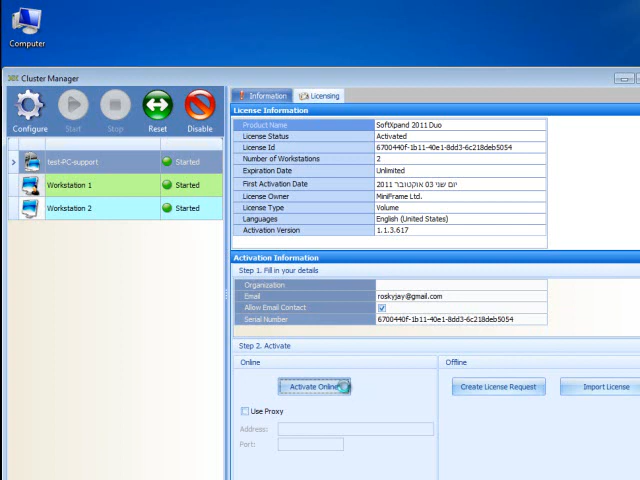 Computer
Cluster Manager
Configure
Start
Stop
Reset
Disable
test-PC-support Started
Workstation 1 Started
Workstation 2 Started
Information Licensing
License Information
Product Name SoftXpand 2011 Duo
License Status Activated
License Id 6700440f-1b11-40e1-8dd3-6c218deb5054
Number of Workstations 2
Expiration Date Unlimited
First Activation Date יום שני 03 אוקטובר 2011
License Owner MiniFrame Ltd.
License Type Volume
Languages English (United States)
Activation Version 1.1.3.617
Activation Information
Step 1. Fill in your details
Organization
Email roskyjay@gmail.com
Allow Email Contact
Serial Number 6700440f-1b11-40e1-8dd3-6c218deb5054
Step 2. Activate
Online
Activate Online
Use Proxy
Address:
Port:
Offline
Create License Request
Import License